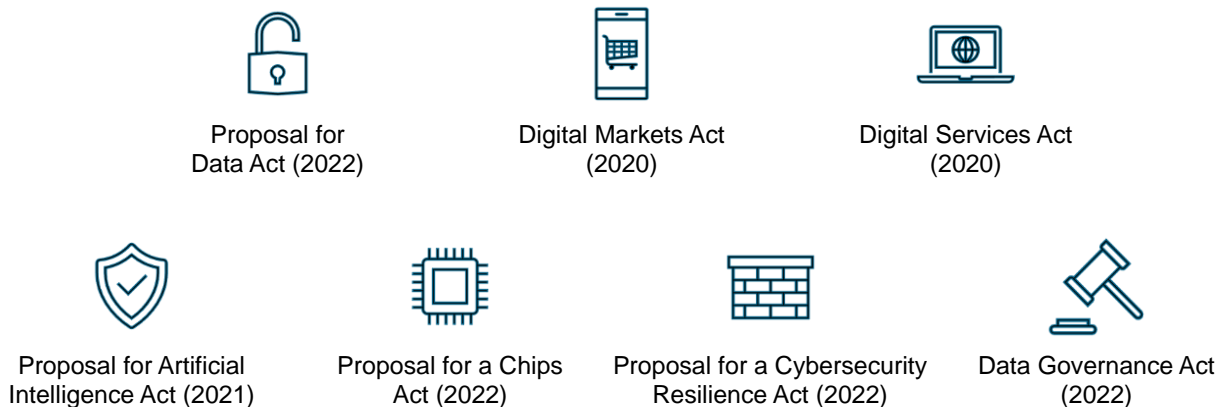 Proposal for
Data Act (2022)
Digital Markets Act
(2020)
Digital Services Act
(2020)
Proposal for Artificial
Intelligence Act (2021)
Proposal for a Chips
Act (2022)
Proposal for a Cybersecurity
Resilience Act (2022)
Data Governance Act
(2022)